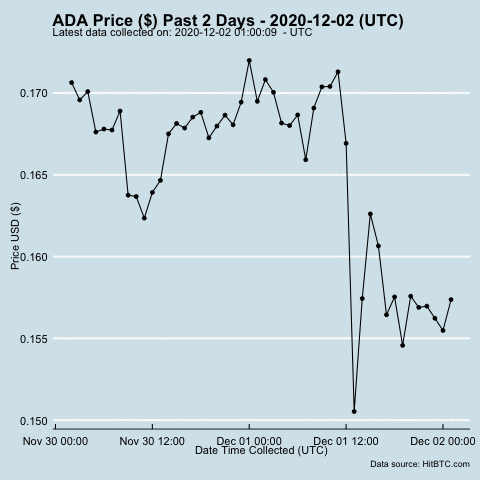 ADA Price ($) Past 2 Days - 2020-12-02 (UTC)
Latest data collected on: 2020-12-02 01:00:09 - UTC
0.170
0.165
0.160
0.155
0.150
Price USD ($)
Nov 30 00:00 Nov 30 12:00 Dec 01 00:00 Dec 01 12:00 Dec 02 00:00
Date Time Collected (UTC)
Data source: HitBTC.com